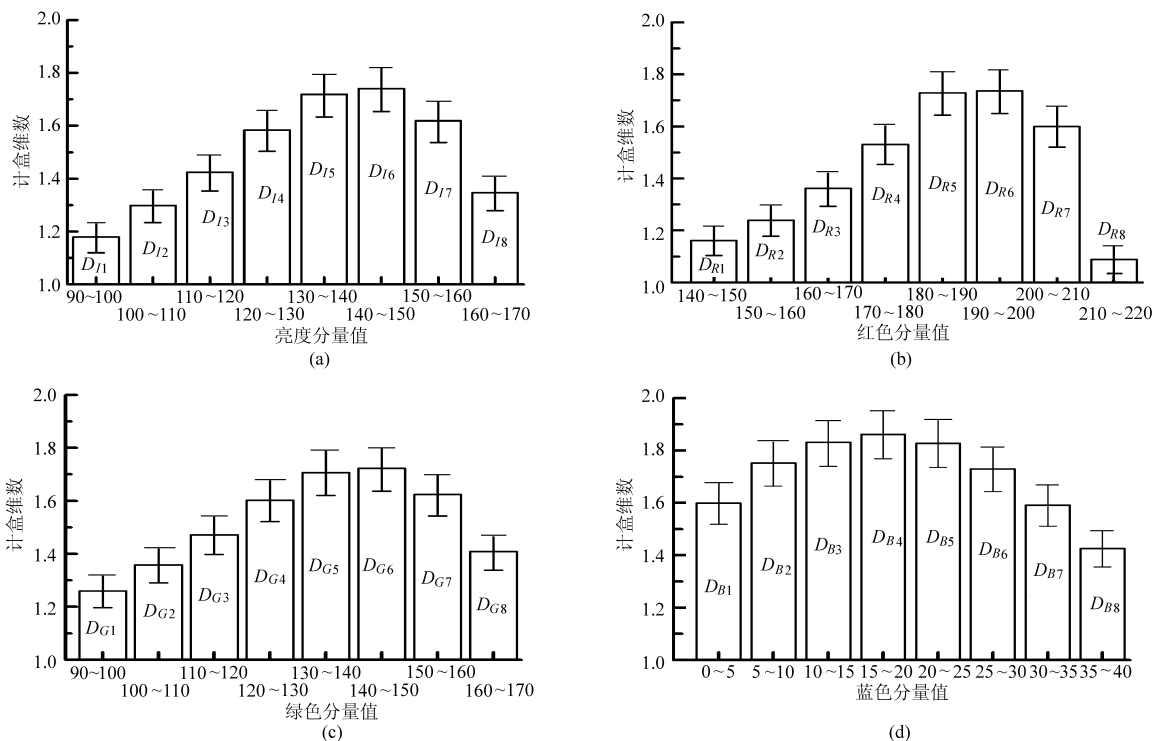 2.0
1.8
1.6
1.4
1.2
1.0
计盒维数
D_I1
D_I2
D_I3
D_I4
D_I5
D_I6
D_I7
D_I8
90~100 110~120 130~140 150~160
100~110 120~130 140~150 160~170
亮度分量值
(a)
2.0
1.8
1.6
1.4
1.2
1.0
计盒维数
D_R1
D_R2
D_R3
D_R4
D_R5
D_R6
D_R7
D_R8
140~150 160~170 180~190 200~210
150~160 170~180 190~200 210~220
红色分量值
(b)
2.0
1.8
1.6
1.4
1.2
1.0
计盒维数
D_G1
D_G2
D_G3
D_G4
D_G5
D_G6
D_G7
D_G8
90~100 110~120 130~140 150~160
100~110 120~130 140~150 160~170
绿色分量值
(c)
2.0
1.8
1.6
1.4
1.2
1.0
计盒维数
D_B1
D_B2
D_B3
D_B4
D_B5
D_B6
D_B7
D_B8
0~5 5~10 10~15 15~20 20~25 25~30 30~35 35~40
蓝色分量值
(d)